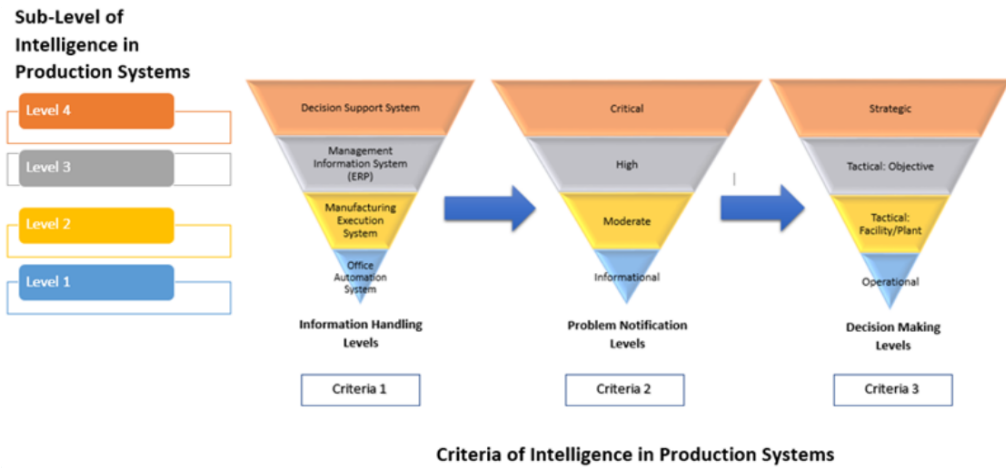 Sub-Level of
Intelligence in
Production Systems
Level 4
Level 3
Level 2
Level 1
Decision Support System
Management
Information System
(ERP)
Manufacturing
Execution
System
Office
Automation
System
Information Handling
Levels
Criteria 1
Critical
High
Moderate
Informational
Problem Notification
Levels
Criteria 2
Strategic
Tactical: Objective
Tactical:
Facility/Plant
Operational
Decision Making
Levels
Criteria 3
Criteria of Intelligence in Production Systems